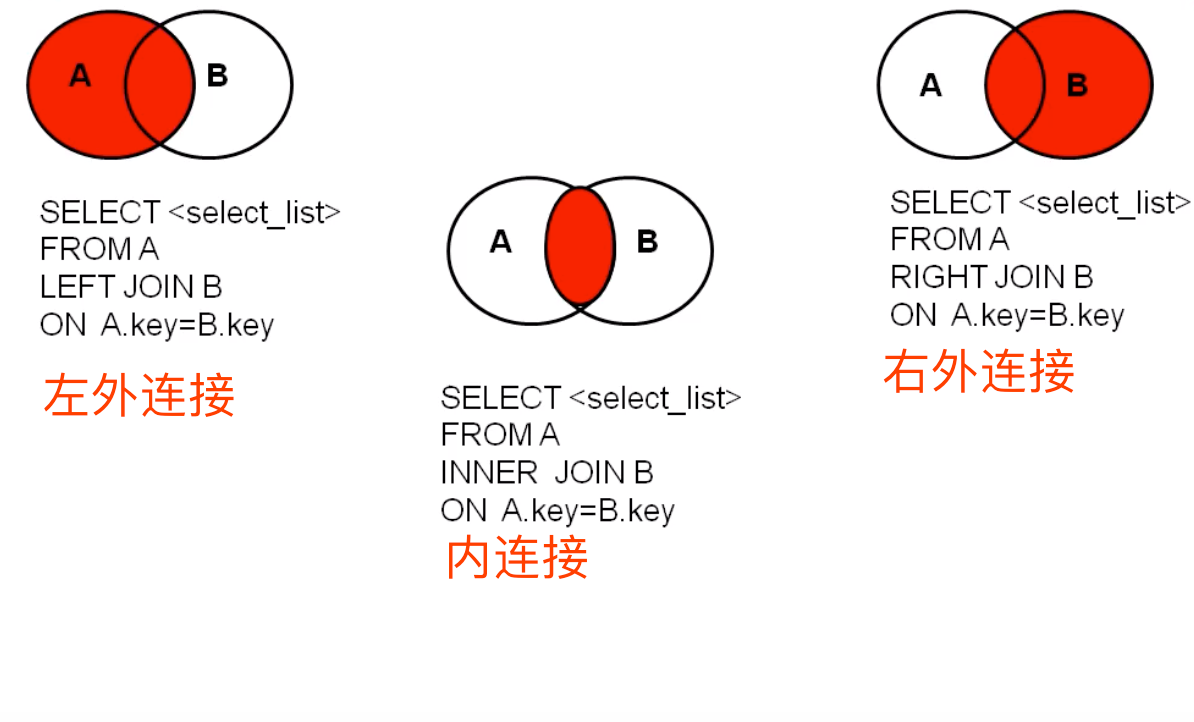 A
B
SELECT <select_list>
FROM A
LEFT JOIN B
ON A.key=B.key
左外连接
A
B
SELECT <select_list>
FROM A
INNER JOIN B
ON A.key=B.key
内连接
A
B
SELECT <select_list>
FROM A
RIGHT JOIN B
ON A.key=B.key
右外连接